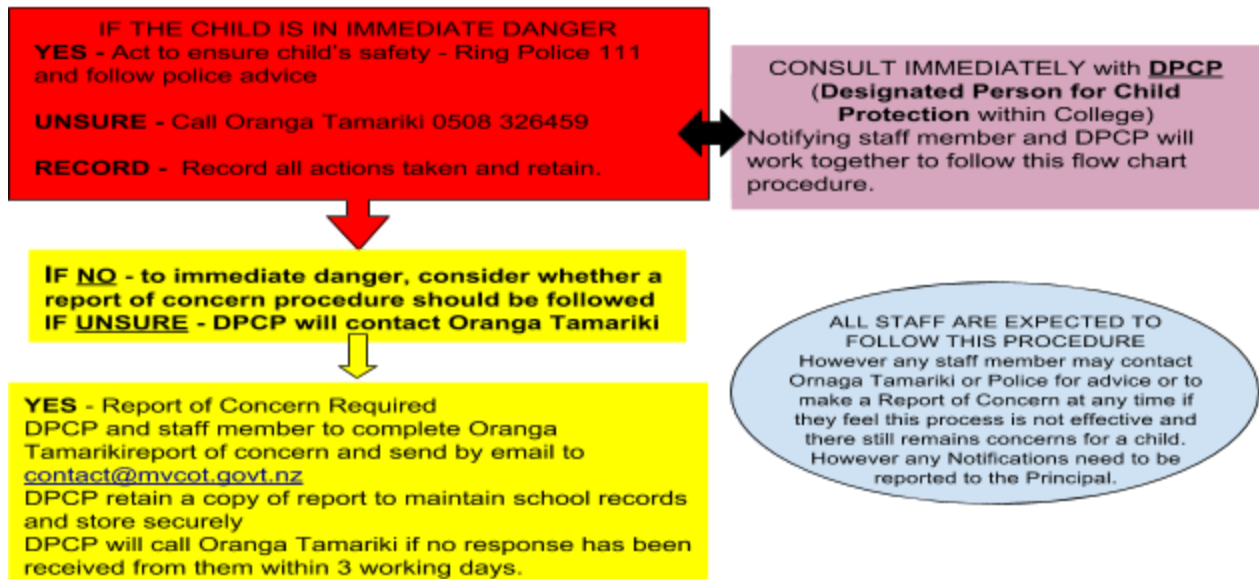 IF THE CHILD IS IN IMMEDIATE DANGER
YES - Act to ensure child's safety - Ring Police 111
and follow police advice
UNSURE - Call Oranga Tamariki 0508 326459
RECORD - Record all actions taken and retain.
CONSULT IMMEDIATELY with DPCP
(Designated Person for Child
Protection within College)
Notifying staff member and DPCP will
work together to follow this flow chart
procedure.
IF NO - to immediate danger, consider whether a
report of concern procedure should be followed
IF UNSURE - DPCP will contact Oranga Tamariki
YES - Report of Concern Required
DPCP and staff member to complete Oranga
Tamarikireport of concern and send by email to
contact@mvcot.govt.nz
DPCP retain a copy of report to maintain school records
and store securely
DPCP will call Oranga Tamariki if no response has been
received from them within 3 working days.
ALL STAFF ARE EXPECTED TO
FOLLOW THIS PROCEDURE
However any staff member may contact
Ornaga Tamariki or Police for advice or to
make a Report of Concern at any time if
they feel this process is not effective and
there still remains concerns for a child.
However any Notifications need to be
reported to the Principal.